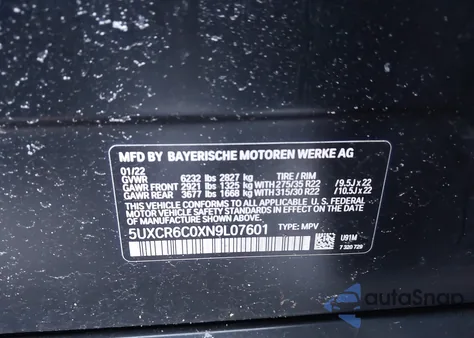 MFD BY BAYERISCHE MOTOREN WERKE AG
01/22
GVWR 6232 lbs 2827 kg TIRE / RIM
GAWR FRONT 2921 lbs 1325 kg WITH 275/35 R22 / 9.5J x 22
GAWR REAR 3677 lbs 1668 kg WITH 315/30 R22 / 10.5J x 22
THIS VEHICLE CONFORMS TO ALL APPLICABLE U.S. FEDERAL MOTOR
VEHICLE SAFETY STANDARDS IN EFFECT ON THE DATE
OF MANUFACTURE SHOWN ABOVE.
5UXCR6C0XN9L07601 TYPE: MPV
U91M
7 320 729
autoSnap